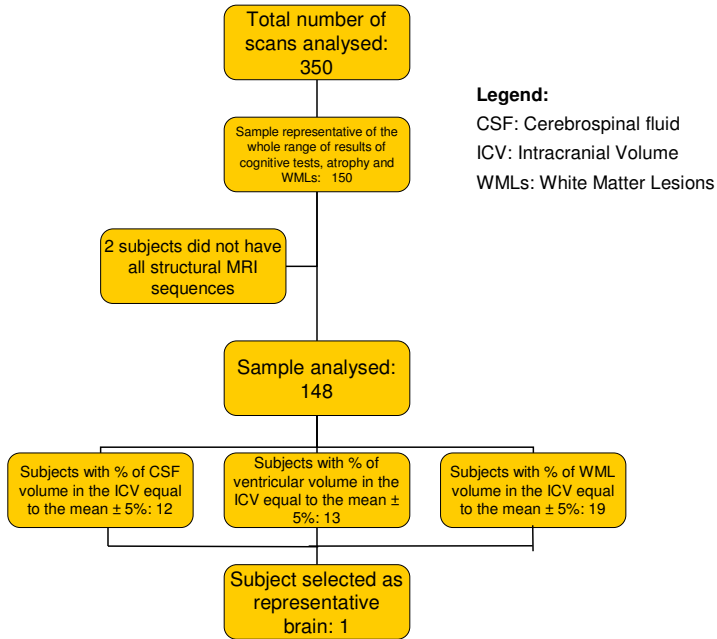 Total number of
scans analysed:
350
Legend:
CSF: Cerebrospinal fluid
ICV: Intracranial Volume
WMLs: White Matter Lesions
Sample representative of the
whole range of results of
cognitive tests, atrophy and
WMLs: 150
2 subjects did not have
all structural MRI
sequences
Sample analysed:
148
Subjects with % of CSF
volume in the ICV equal
to the mean ± 5%: 12
Subjects with % of
ventricular volume in the
ICV equal to the mean ±
5%: 13
Subjects with % of WML
volume in the ICV equal
to the mean ± 5%: 19
Subject selected as
representative
brain: 1